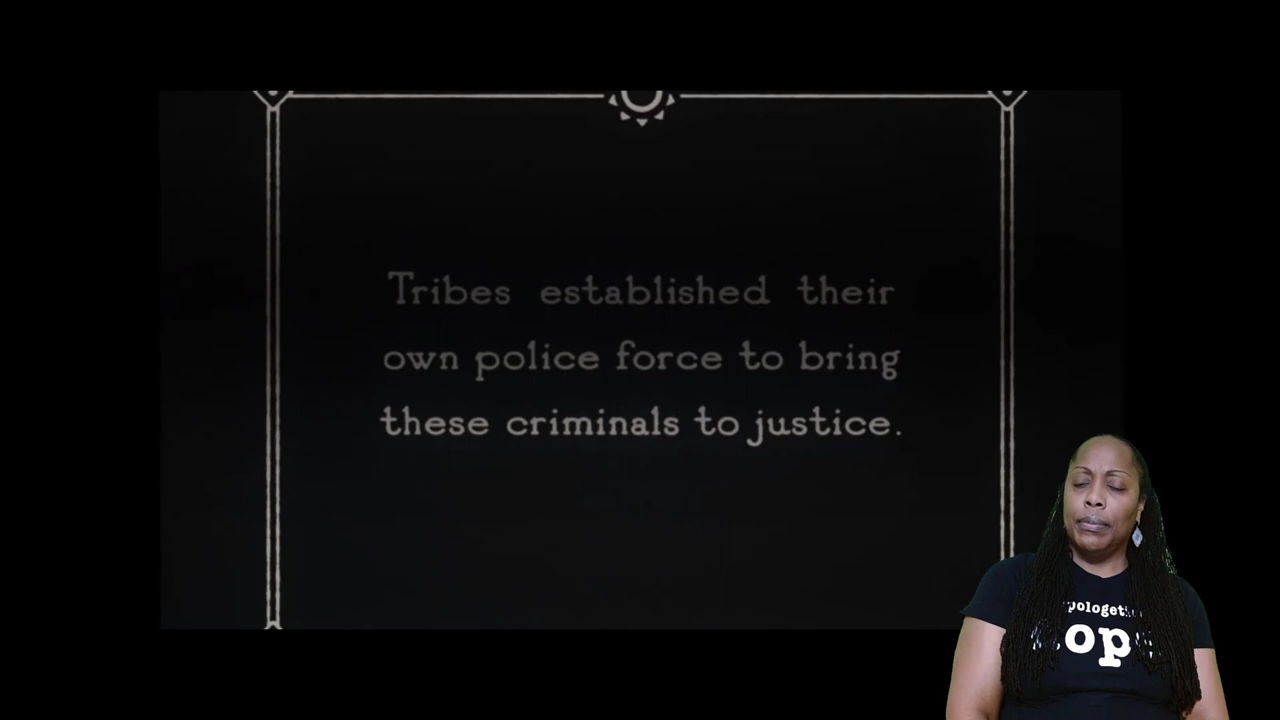 Tribes established their
own police force to bring
these criminals to justice.